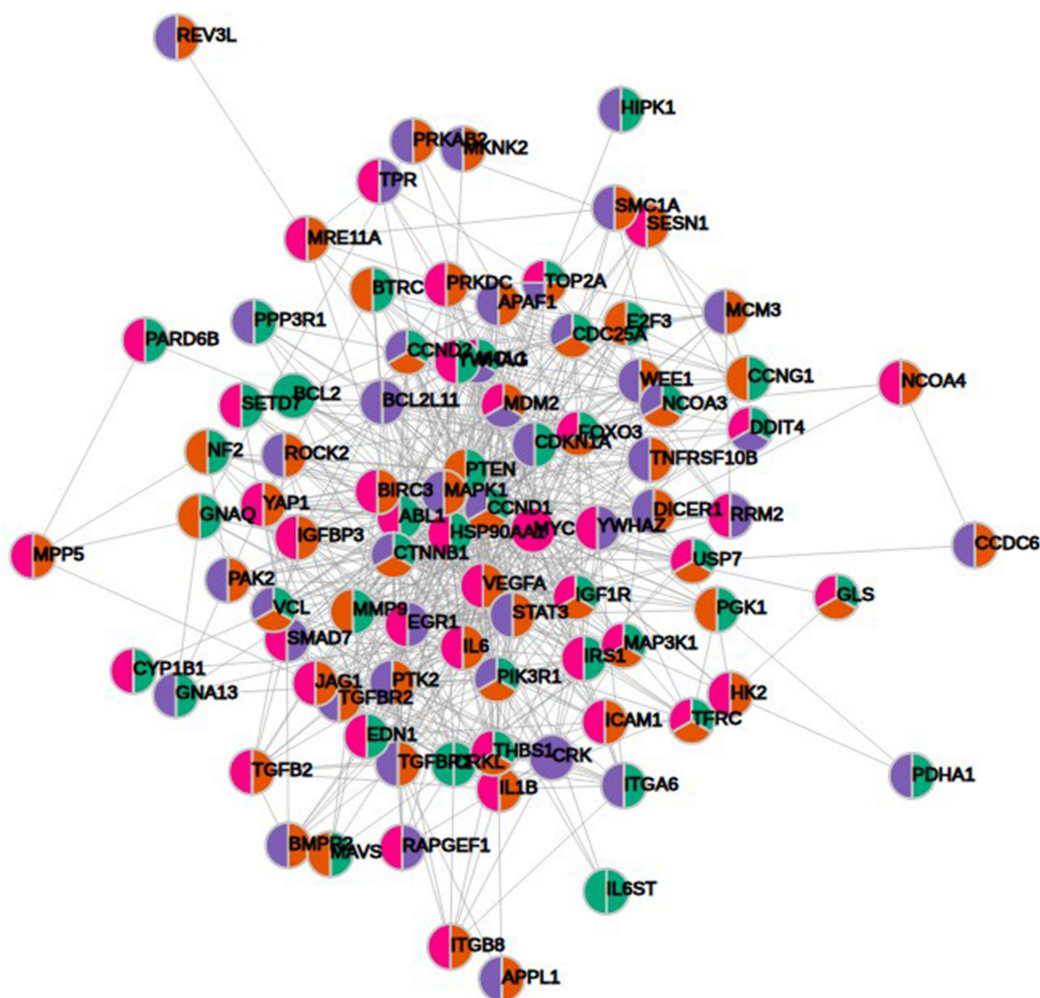 REV3L
HIPK1
PRKAB2
MKNK2
TPR
SMC1A
SESN1
MRE11A
BTRC
PRKDC
TOP2A
APAF1
MCM3
PPP3R1
E2F3
CDC25A
PARD6B
CCND2
WEE1
CCNG1
NCOA4
BCL2
BCL2L11
MDM2
NCOA3
SETD7
DDIT4
FOXO3
CDKN1A
NF2
ROCK2
TNFRSF10B
PTEN
BIRC3
MAPK1
YAP1
CCND1
DICER1
GNAQ
ABL1
RRM2
HSP90AA1
MYC
YWHAZ
IGFBP3
CCDC6
MPP5
CTNNB1
USP7
PAK2
VEGFA
IGF1R
GLS
VCL
MMP9
STAT3
PGK1
EGR1
SMAD7
IL6
MAP3K1
IRS1
CYP1B1
PIK3R1
JAG1
PTK2
GNA13
TGFBR2
HK2
ICAM1
TFRC
EDN1
THBS1
CRK
TGFB2
PDHA1
ITGA6
IL1B
BMPR2
MAVS
RAPGEF1
IL6ST
ITGB8
APPL1